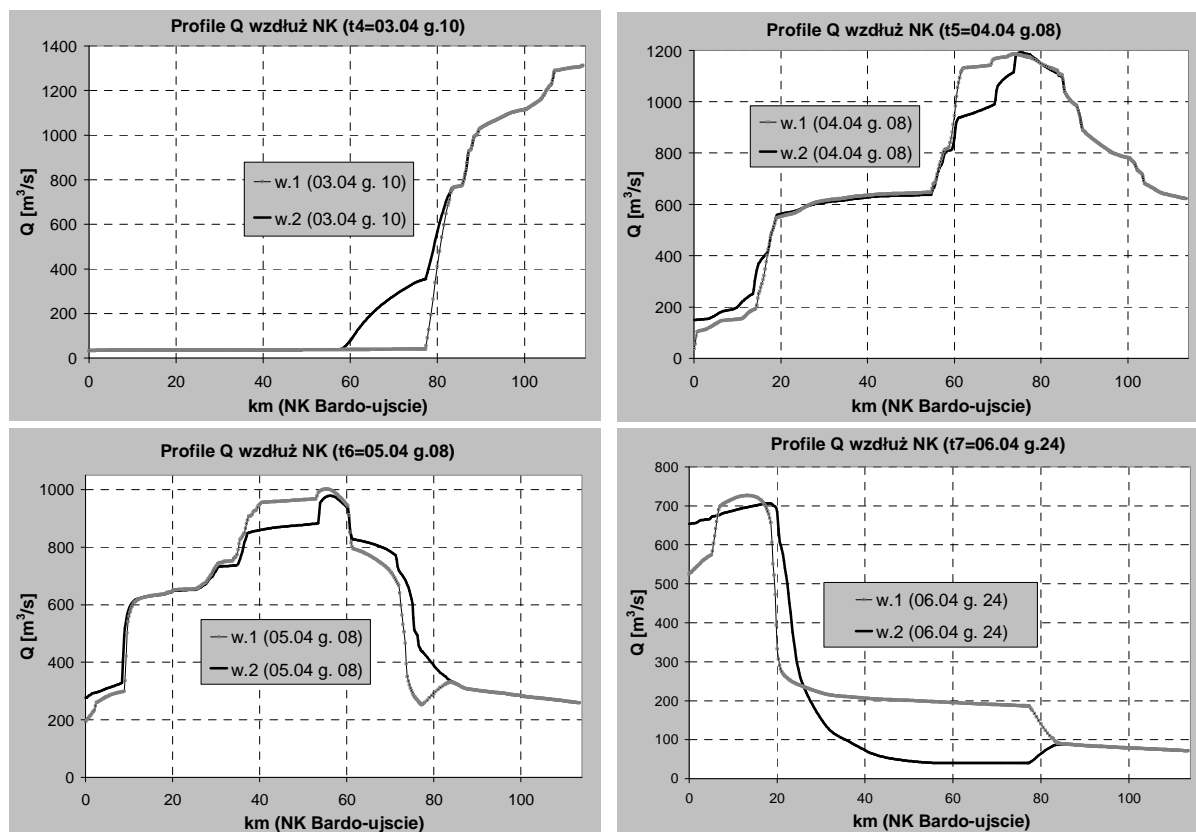 Profile Q wzdłuż NK (t4=03.04 g.10)
1400
1200
1000
800
600
400
200
0
Q [m³/s]
w.1 (03.04 g. 10)
w.2 (03.04 g. 10)
0 20 40 60 80 100
km (NK Bardo-ujscie)
Profile Q wzdłuż NK (t5=04.04 g.08)
1200
1000
800
600
400
200
0
Q [m³/s]
w.1 (04.04 g. 08)
w.2 (04.04 g. 08)
0 20 40 60 80 100
km (NK Bardo-ujscie)
Profile Q wzdłuż NK (t6=05.04 g.08)
1000
800
600
400
200
0
Q [m³/s]
w.1 (05.04 g. 08)
w.2 (05.04 g. 08)
0 20 40 60 80 100
km (NK Bardo-ujscie)
Profile Q wzdłuż NK (t7=06.04 g.24)
800
700
600
500
400
300
200
100
0
Q [m³/s]
w.1 (06.04 g. 24)
w.2 (06.04 g. 24)
0 20 40 60 80 100
km (NK Bardo-ujscie)